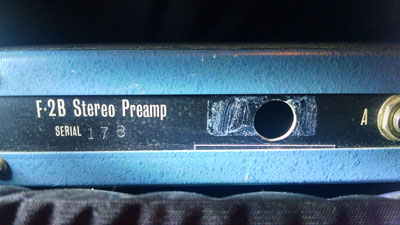 F-2B Stereo Preamp
SERIAL 178
A